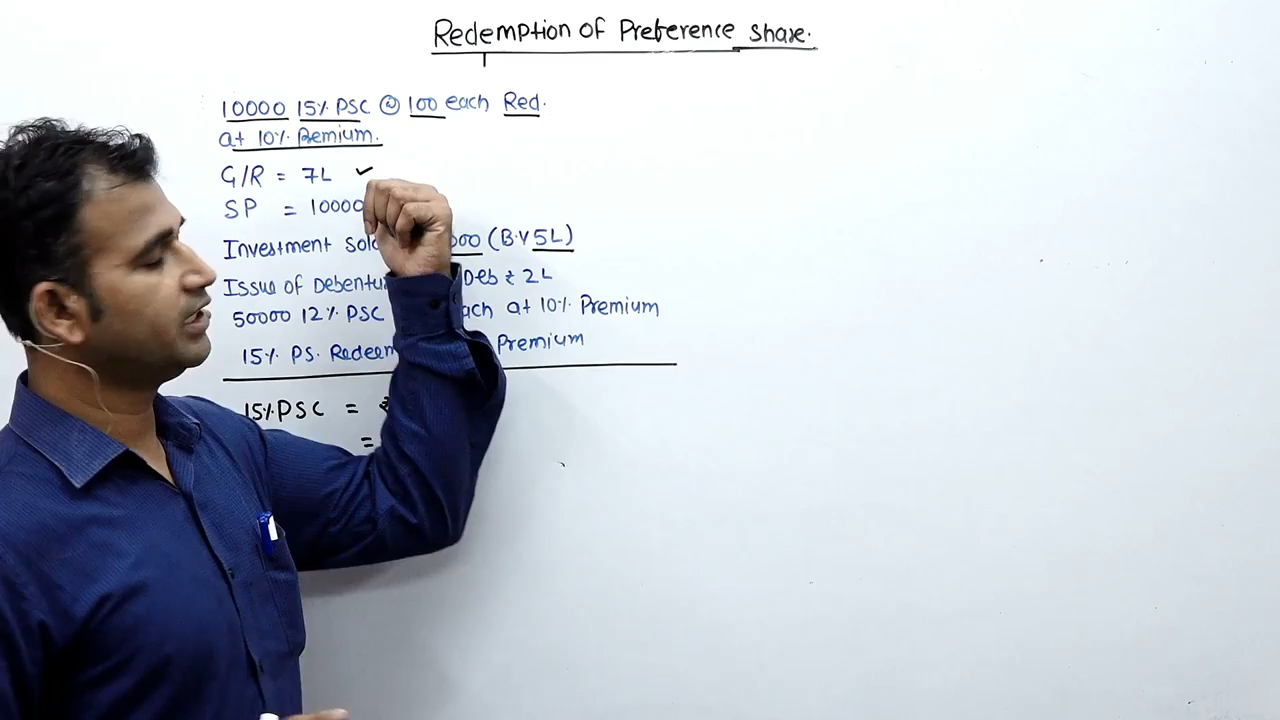 Redemption of Preference share.
10000 15% PSC @ 100 each Red.
at 10% Premium.
G/R = 7L ✓
SP = 10000
Investment Sold 000 (B.V 5L)
Issue of Debentu Deb ₹ 2L
50000 12% PSC each at 10% Premium
15% PS. Redeem Premium
15% PSC = ₹
=